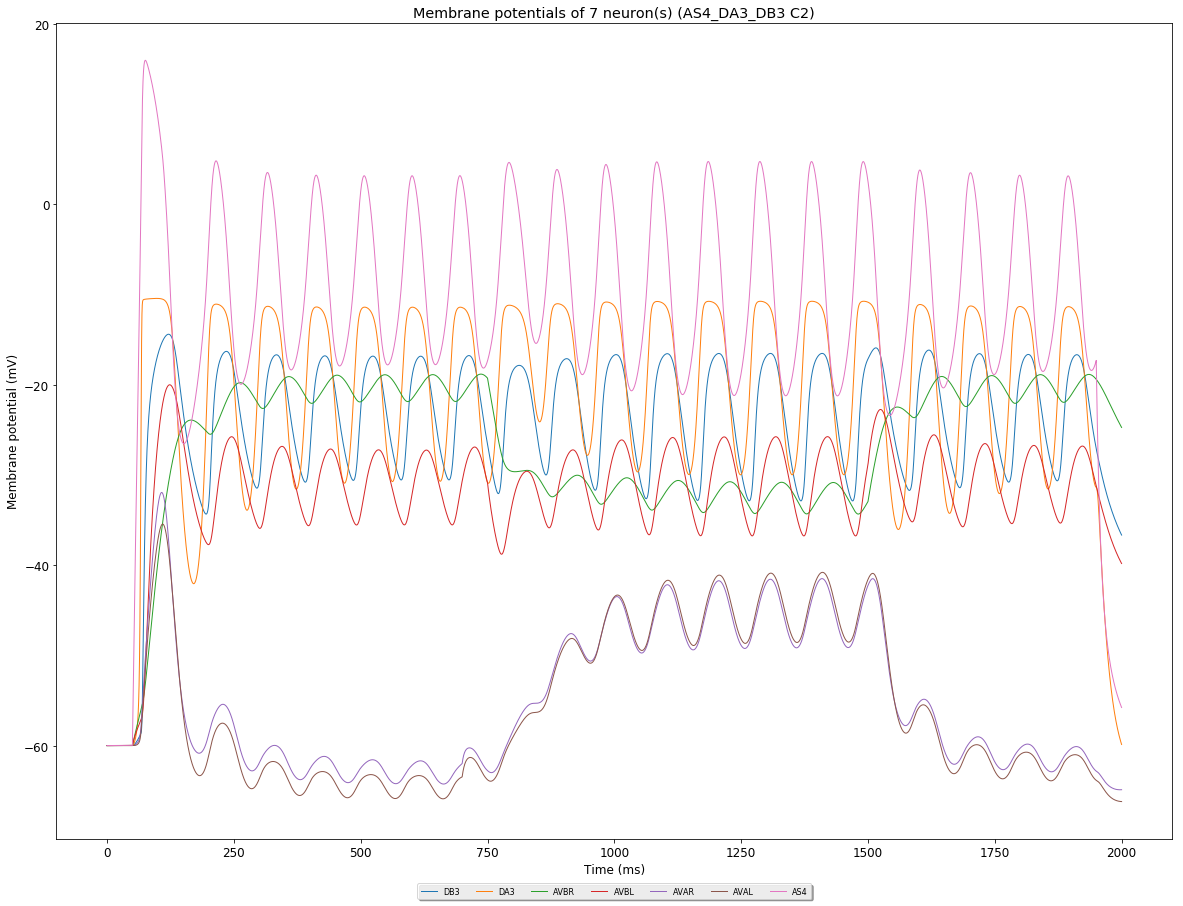 Membrane potentials of 7 neuron(s) (AS4_DA3_DB3 C2)
20
0
−20
−40
−60
Membrane potential (mV)
0 250 500 750 1000 1250 1500 1750 2000
Time (ms)
DB3 DA3 AVBR AVBL AVAR AVAL AS4